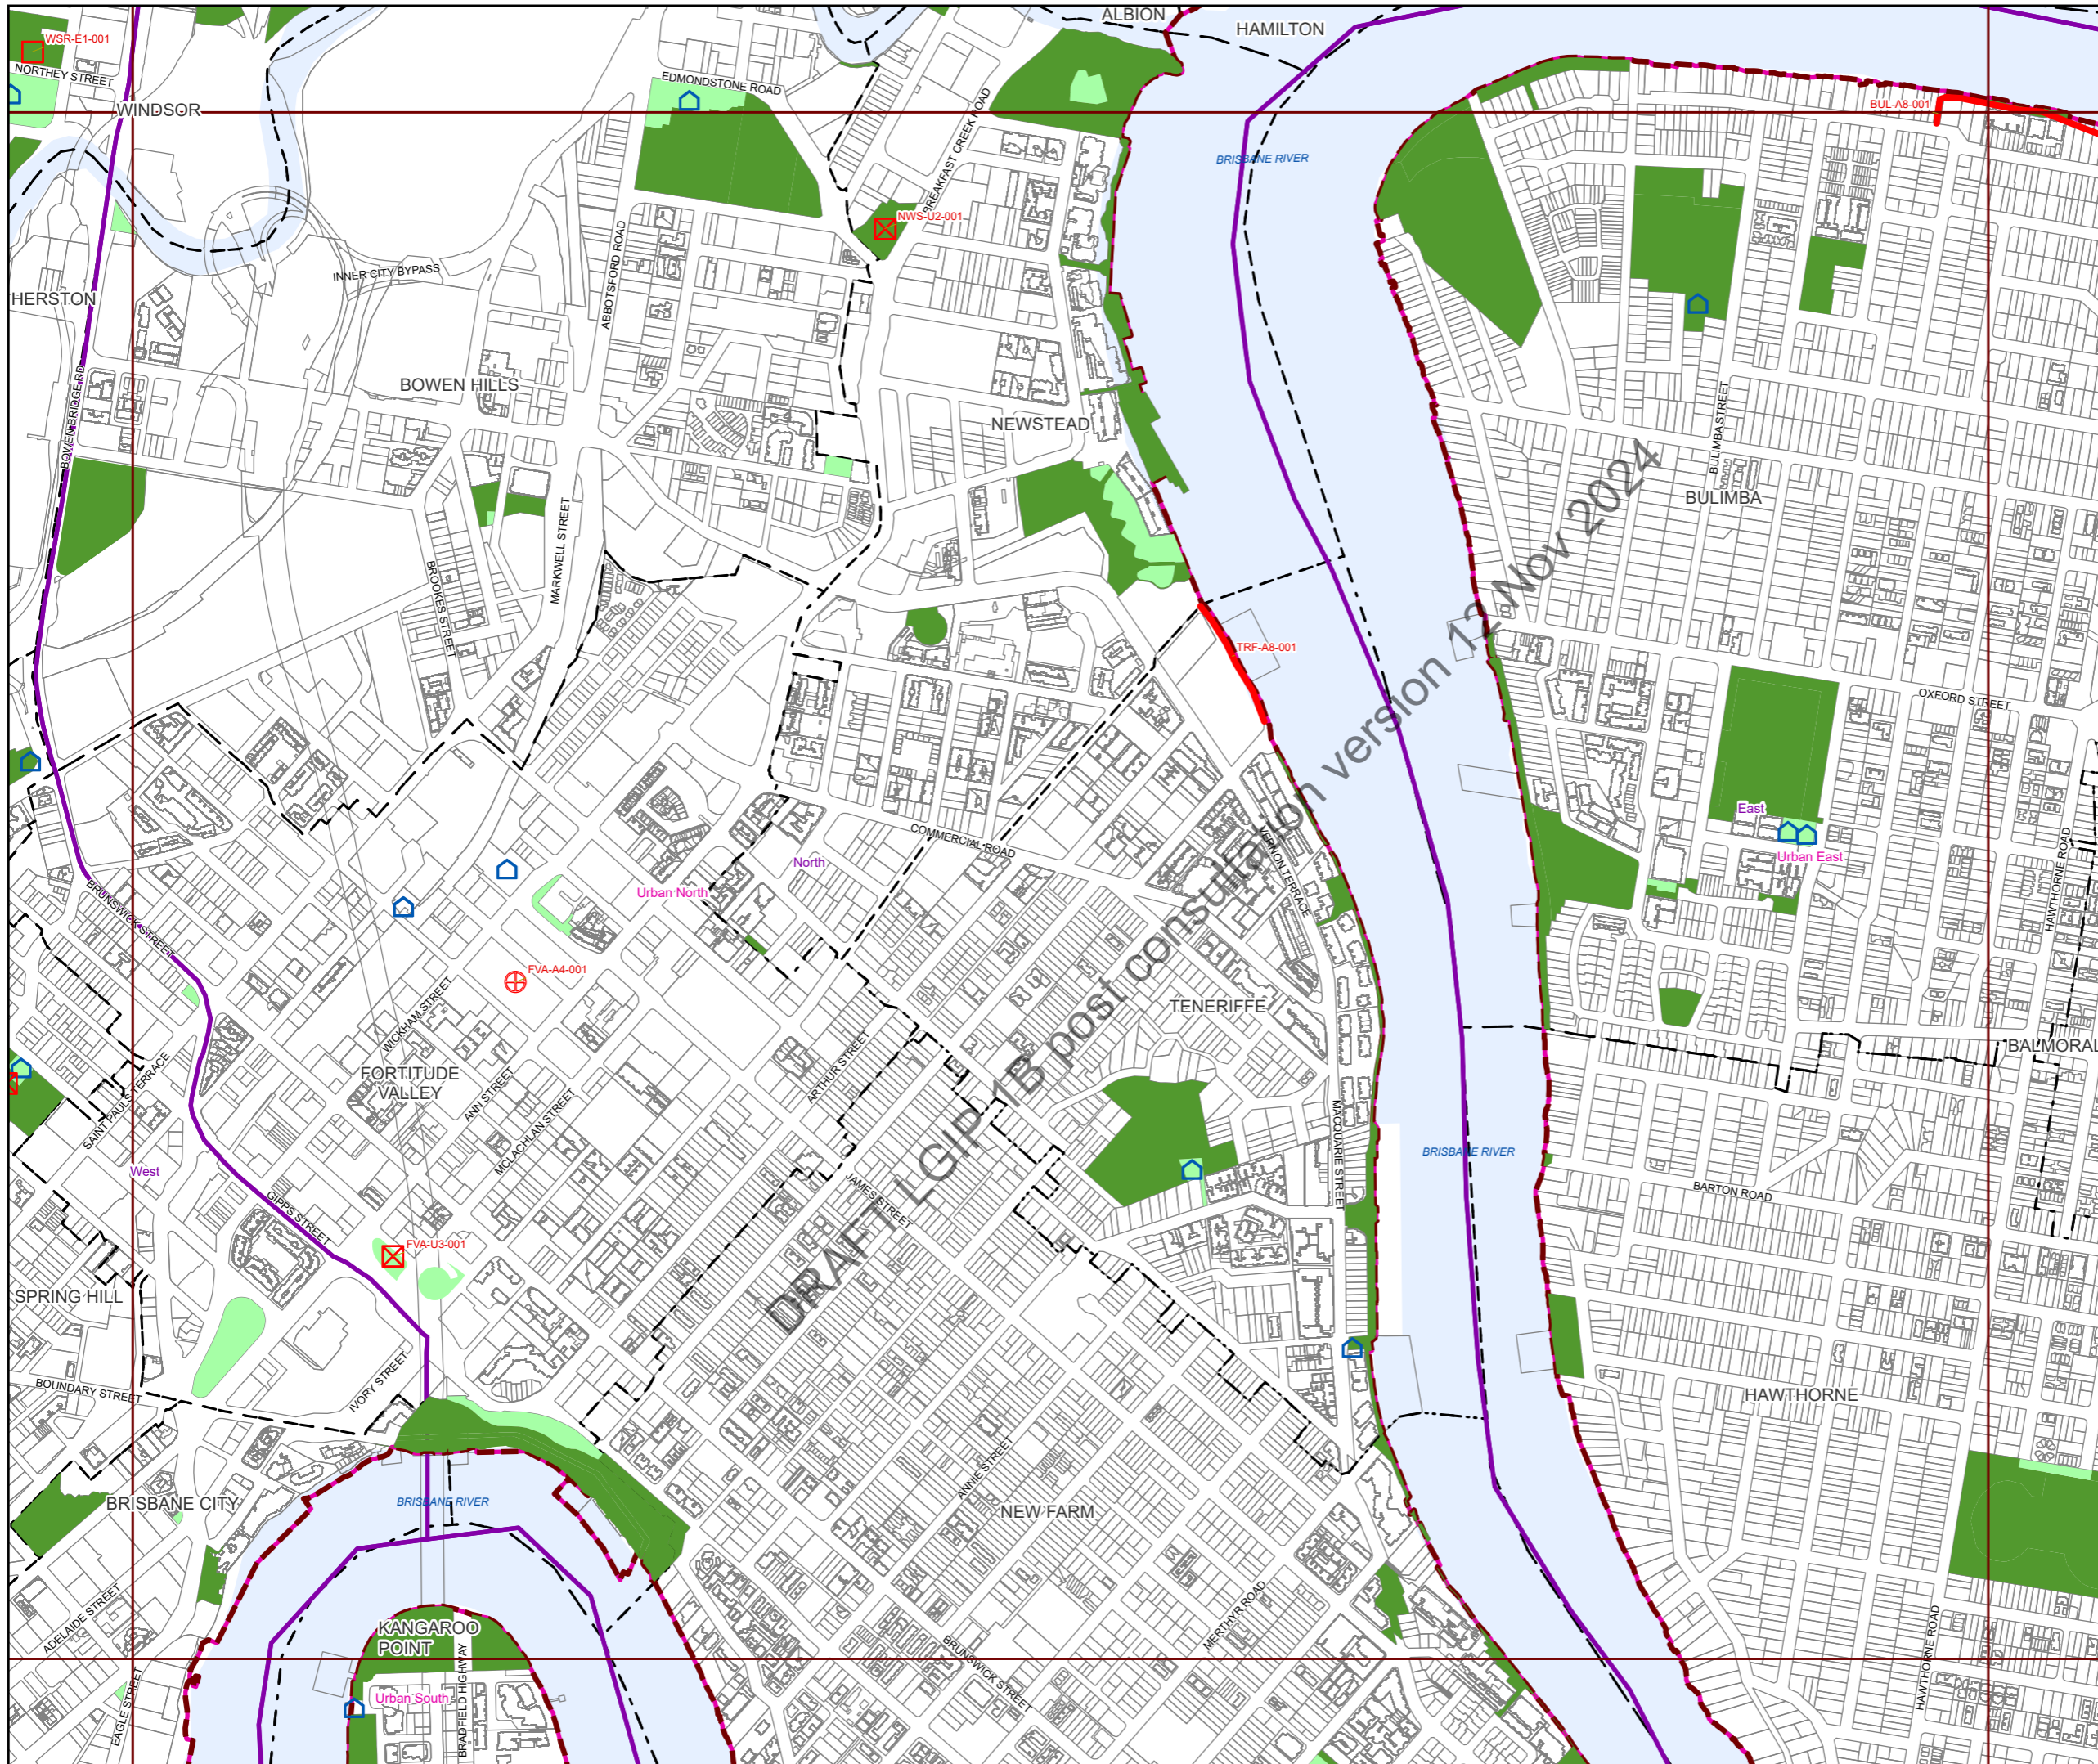 ALBION
HAMILTON
WSR-E1-001
NORTHEY STREET
EDMONDSTONE ROAD
WINDSOR
BUL-A8-001
BREAKFAST CREEK ROAD
BRISBANE RIVER
NWS-U2-001
INNER CITY BYPASS
ABBOTSFORD ROAD
HERSTON
BOWEN HILLS
BOWEN BRIDGE RD
NEWSTEAD
BULIMBA STREET
BULIMBA
MARKWELL STREET
BROOKES STREET
TRF-A8-001
OXFORD STREET
East
Urban East
COMMERCIAL ROAD
North
Urban North
VERNON TERRACE
HAWTHORNE ROAD
BRUNSWICK STREET
FVA-A4-001
WICKHAM STREET
TENERIFFE
BALMORAL
FORTITUDE
VALLEY
ANN STREET
ARTHUR STREET
MCLACHLAN STREET
SAINT PAULS TERRACE
MACQUARIE STREET
BRISBANE RIVER
West
BARTON ROAD
JAMES STREET
GIPPS STREET
FVA-U3-001
SPRING HILL
DRAFT LGIP 1B post consultation version 12 Nov 2024
BOUNDARY STREET
IVORY STREET
HAWTHORNE
ANNIE STREET
BRISBANE CITY
BRISBANE RIVER
NEW FARM
ADELAIDE STREET
KANGAROO
POINT
MERTHYR ROAD
BRUNSWICK STREET
HAWTHORNE ROAD
EAGLE STREET
Urban South
BRADFIELD HIGHWAY